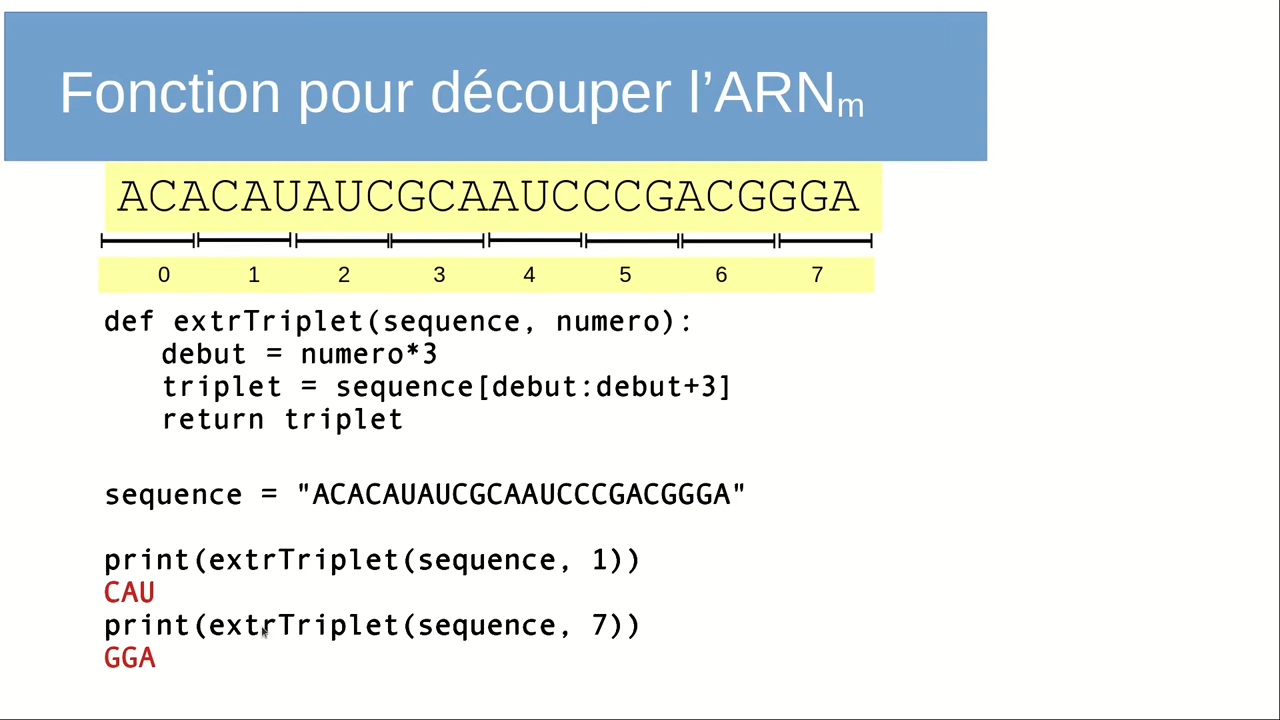 Fonction pour découper l’ARNm
ACACAUAUCGCAAUCCCGACGGGA
0 1 2 3 4 5 6 7
def extrTriplet(sequence, numero):
debut = numero*3
triplet = sequence[debut:debut+3]
return triplet
sequence = "ACACAUAUCGCAAUCCCGACGGGA"
print(extrTriplet(sequence, 1))
CAU
print(extrTriplet(sequence, 7))
GGA